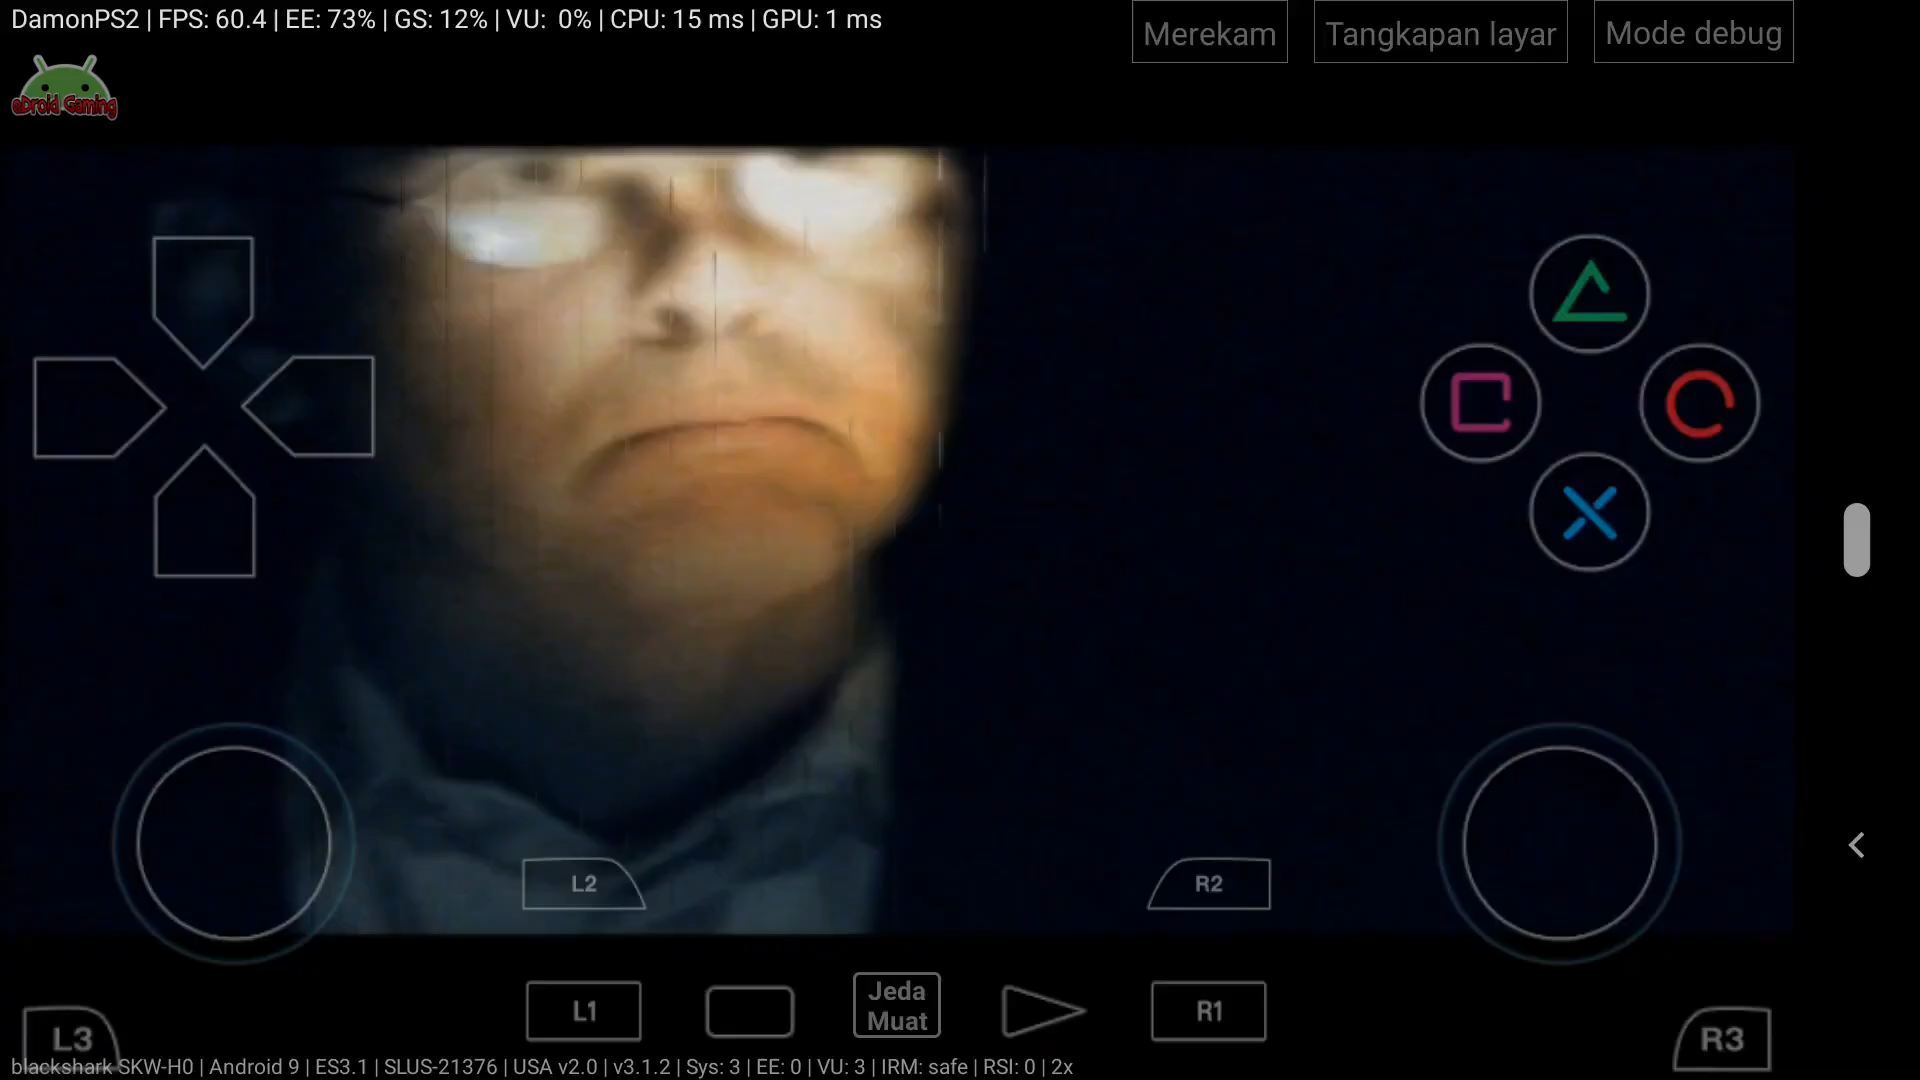 DamonPS2 | FPS: 60.4 | EE: 73% | GS: 12% | VU:  0% | CPU: 15 ms | GPU: 1 ms
Merekam
Tangkapan layar
Mode debug
eDroid Gaming
L2
R2
L1
Jeda
Muat
R1
L3
R3
blackshark SKW-H0 | Android 9 | ES3.1 | SLUS-21376 | USA v2.0 | v3.1.2 | Sys: 3 | EE: 0 | VU: 3 | IRM: safe | RSI: 0 | 2x